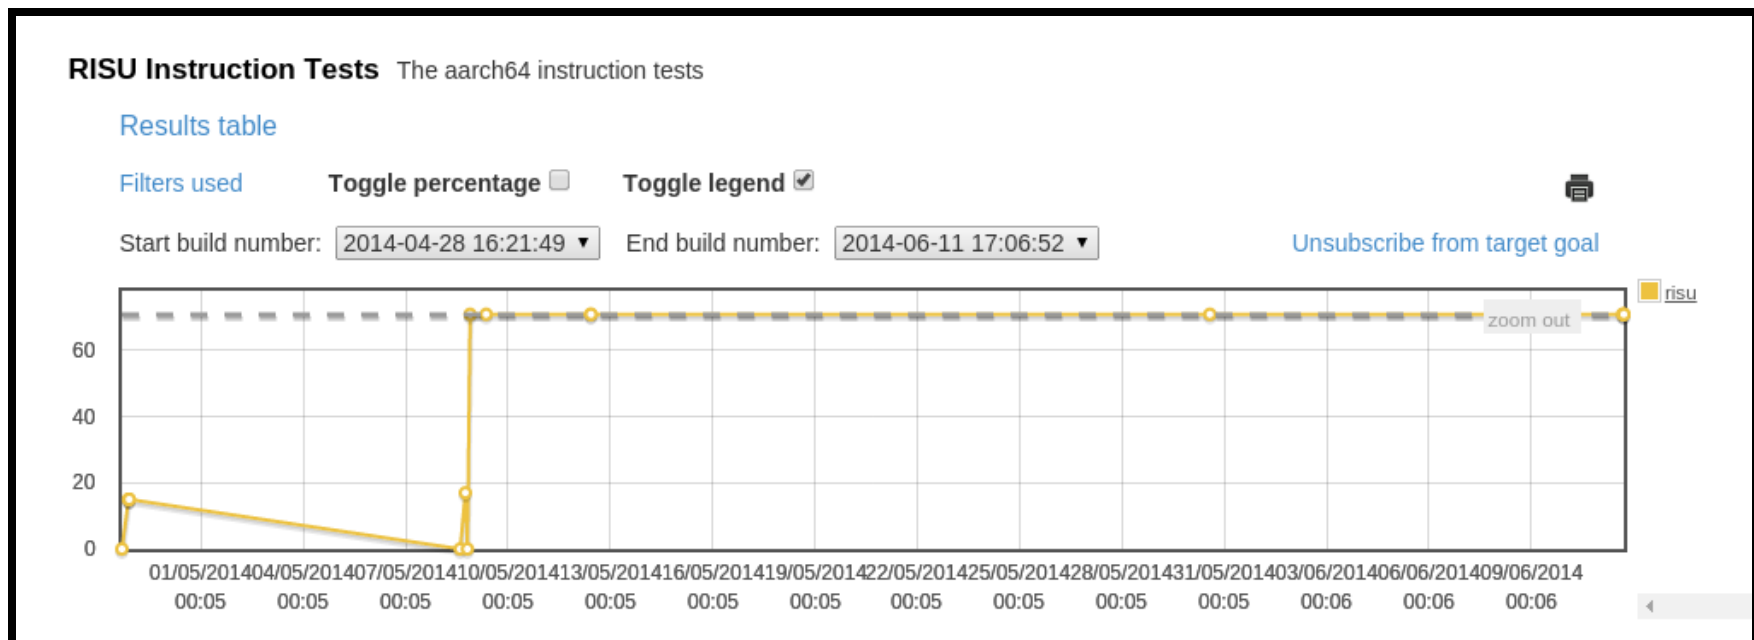 RISU Instruction Tests The aarch64 instruction tests
Results table
Filters used Toggle percentage Toggle legend
Start build number: 2014-04-28 16:21:49 End build number: 2014-06-11 17:06:52 Unsubscribe from target goal
risu
zoom out
60
40
20
0
01/05/2014 04/05/2014 07/05/2014 10/05/2014 13/05/2014 16/05/2014 19/05/2014 22/05/2014 25/05/2014 28/05/2014 31/05/2014 03/06/2014 06/06/2014 09/06/2014
00:05 00:05 00:05 00:05 00:05 00:05 00:05 00:05 00:05 00:05 00:05 00:06 00:06 00:06